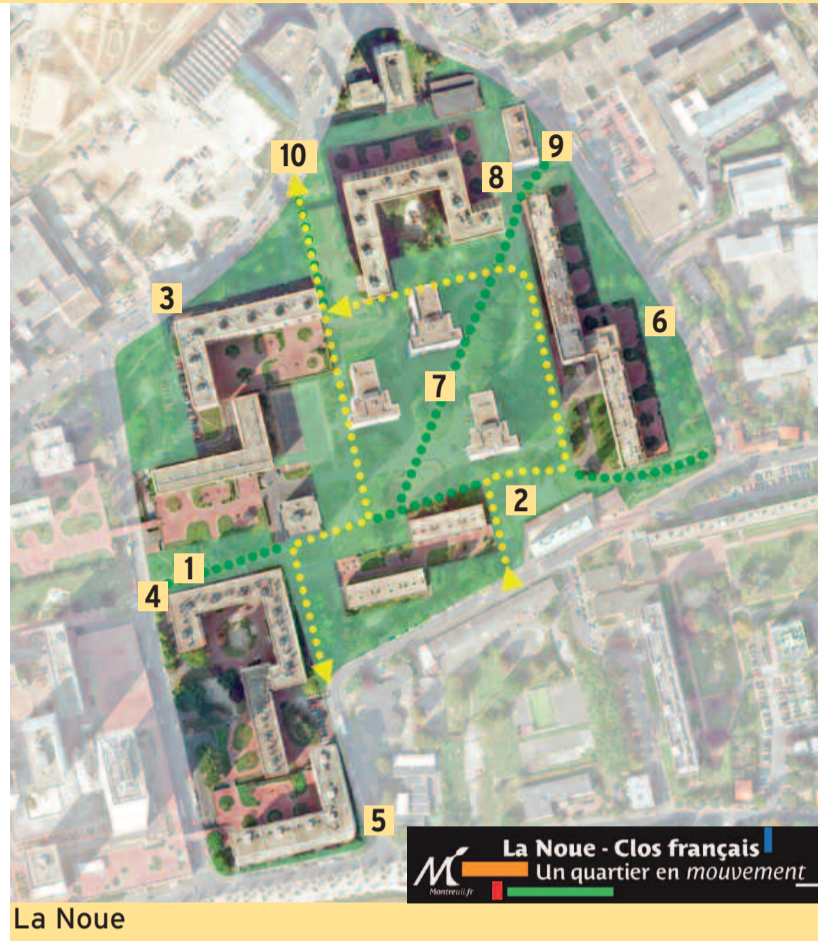 10
9
8
3
6
7
2
1
4
5
La Noue - Clos français
Un quartier en mouvement
Montreuil.fr
La Noue